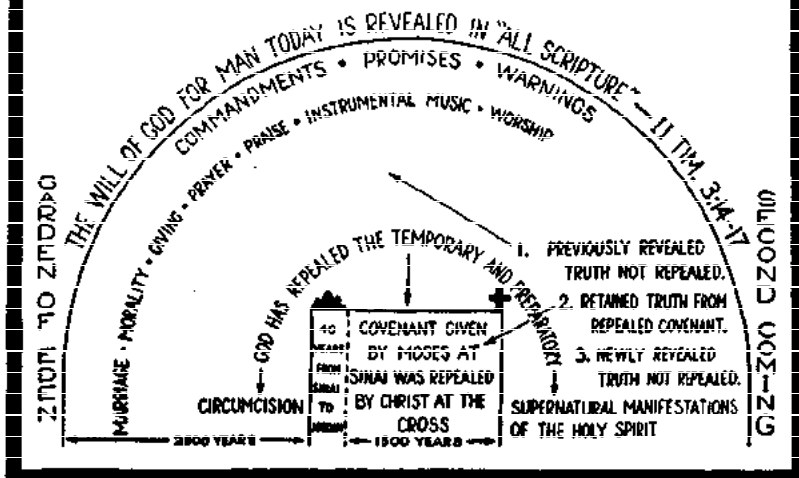 THE WILL OF GOD FOR MAN TODAY IS REVEALED IN "ALL SCRIPTURE" — II TIM. 3:14-17
COMMANDMENTS • PROMISES • WARNINGS
MARRIAGE • MORALITY • GIVING • PRAYER • PRAISE • INSTRUMENTAL MUSIC • WORSHIP
GARDEN OF EDEN
SECOND COMING
GOD HAS REPEALED THE TEMPORARY AND PREPARATORY
1. PREVIOUSLY REVEALED
TRUTH NOT REPEALED.
2. RETAINED TRUTH FROM
REPEALED COVENANT.
3. NEWLY REVEALED
TRUTH NOT REPEALED.
40
YEARS
FROM
SINAI
TO
JORDAN
COVENANT GIVEN
BY MOSES AT
SINAI WAS REPEALED
BY CHRIST AT THE
CROSS
CIRCUMCISION
SUPERNATURAL MANIFESTATIONS
OF THE HOLY SPIRIT
2500 YEARS
1500 YEARS